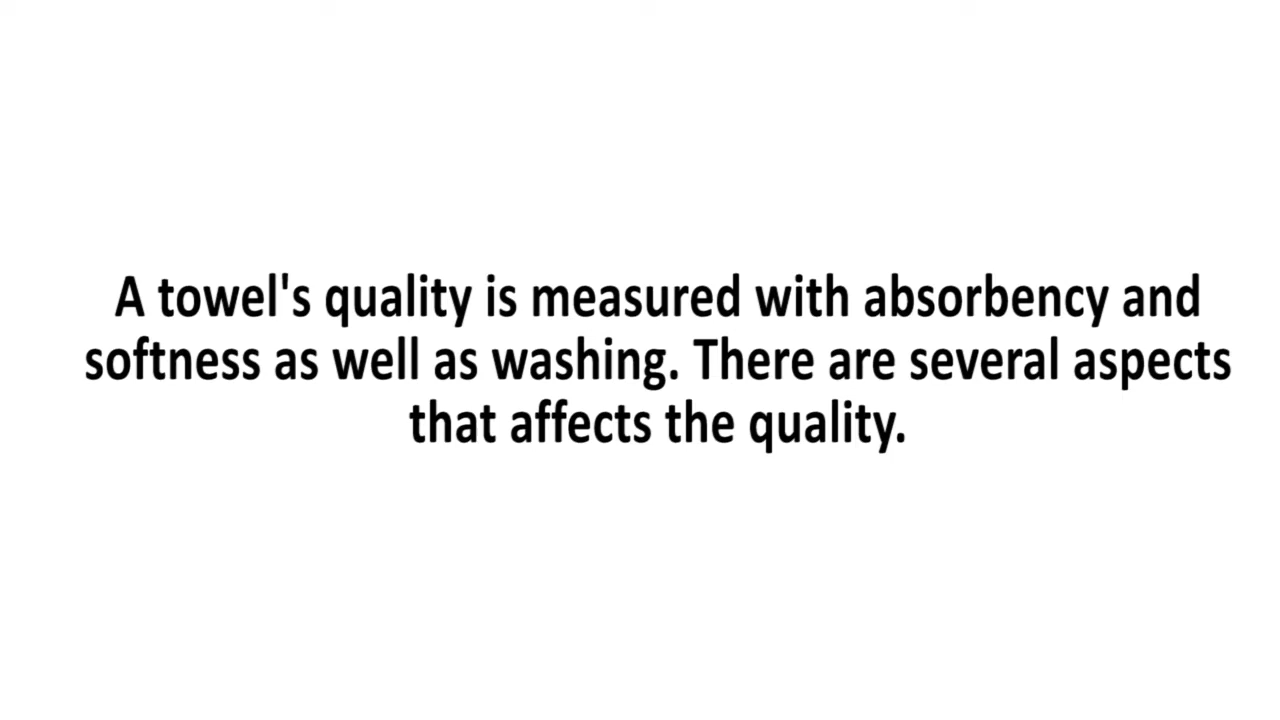 A towel's quality is measured with absorbency and
softness as well as washing. There are several aspects
that affects the quality.